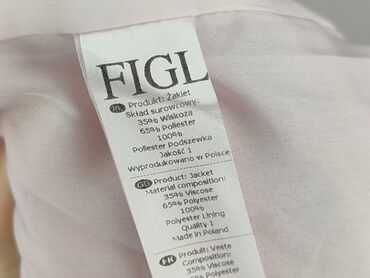 FIGL
PL Produkt: Żakiet
Skład surowcowy:
35% Wiskoza
65% Poliester
100%
Poliester Podszewka
Jakość 1
Wyprodukowano w Polsce
GB Product: Jacket
Material composition:
35% Viscose
65% Polyester
100%
Polyester Lining
Quality 1
Made in Poland
FR Produit: Veste
Composition:
35% Viscose
65% Polyester